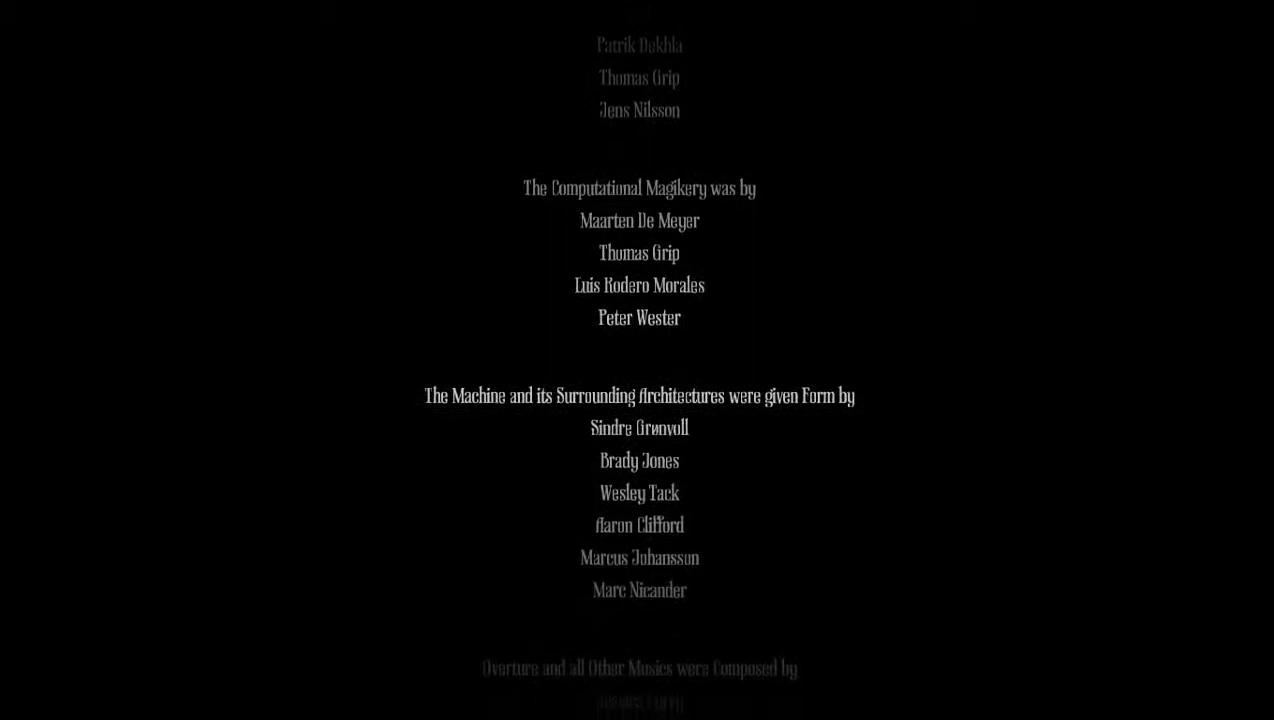 Patrik Dekhla
Thomas Grip
Jens Nilsson
The Computational Magikery was by
Maarten De Meyer
Thomas Grip
Luis Rodero Morales
Peter Wester
The Machine and its Surrounding Architectures were given Form by
Sindre Grønvoll
Brady Jones
Wesley Tack
Aaron Clifford
Marcus Johansson
Marc Nicander
Overture and all Other Musics were Composed by